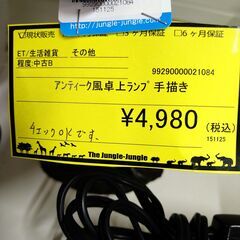 99290000021084
http://jungle-jungle.com/
151125
☑現状販売 □3ヶ月保証 □6ヶ月保証
ET/生活雑貨 その他
程度:中古B
99290000021084
アンティーク風卓上ランプ 手描き
¥4,980(税込)
151125
チェックOKです。
The Jungle-Jungle